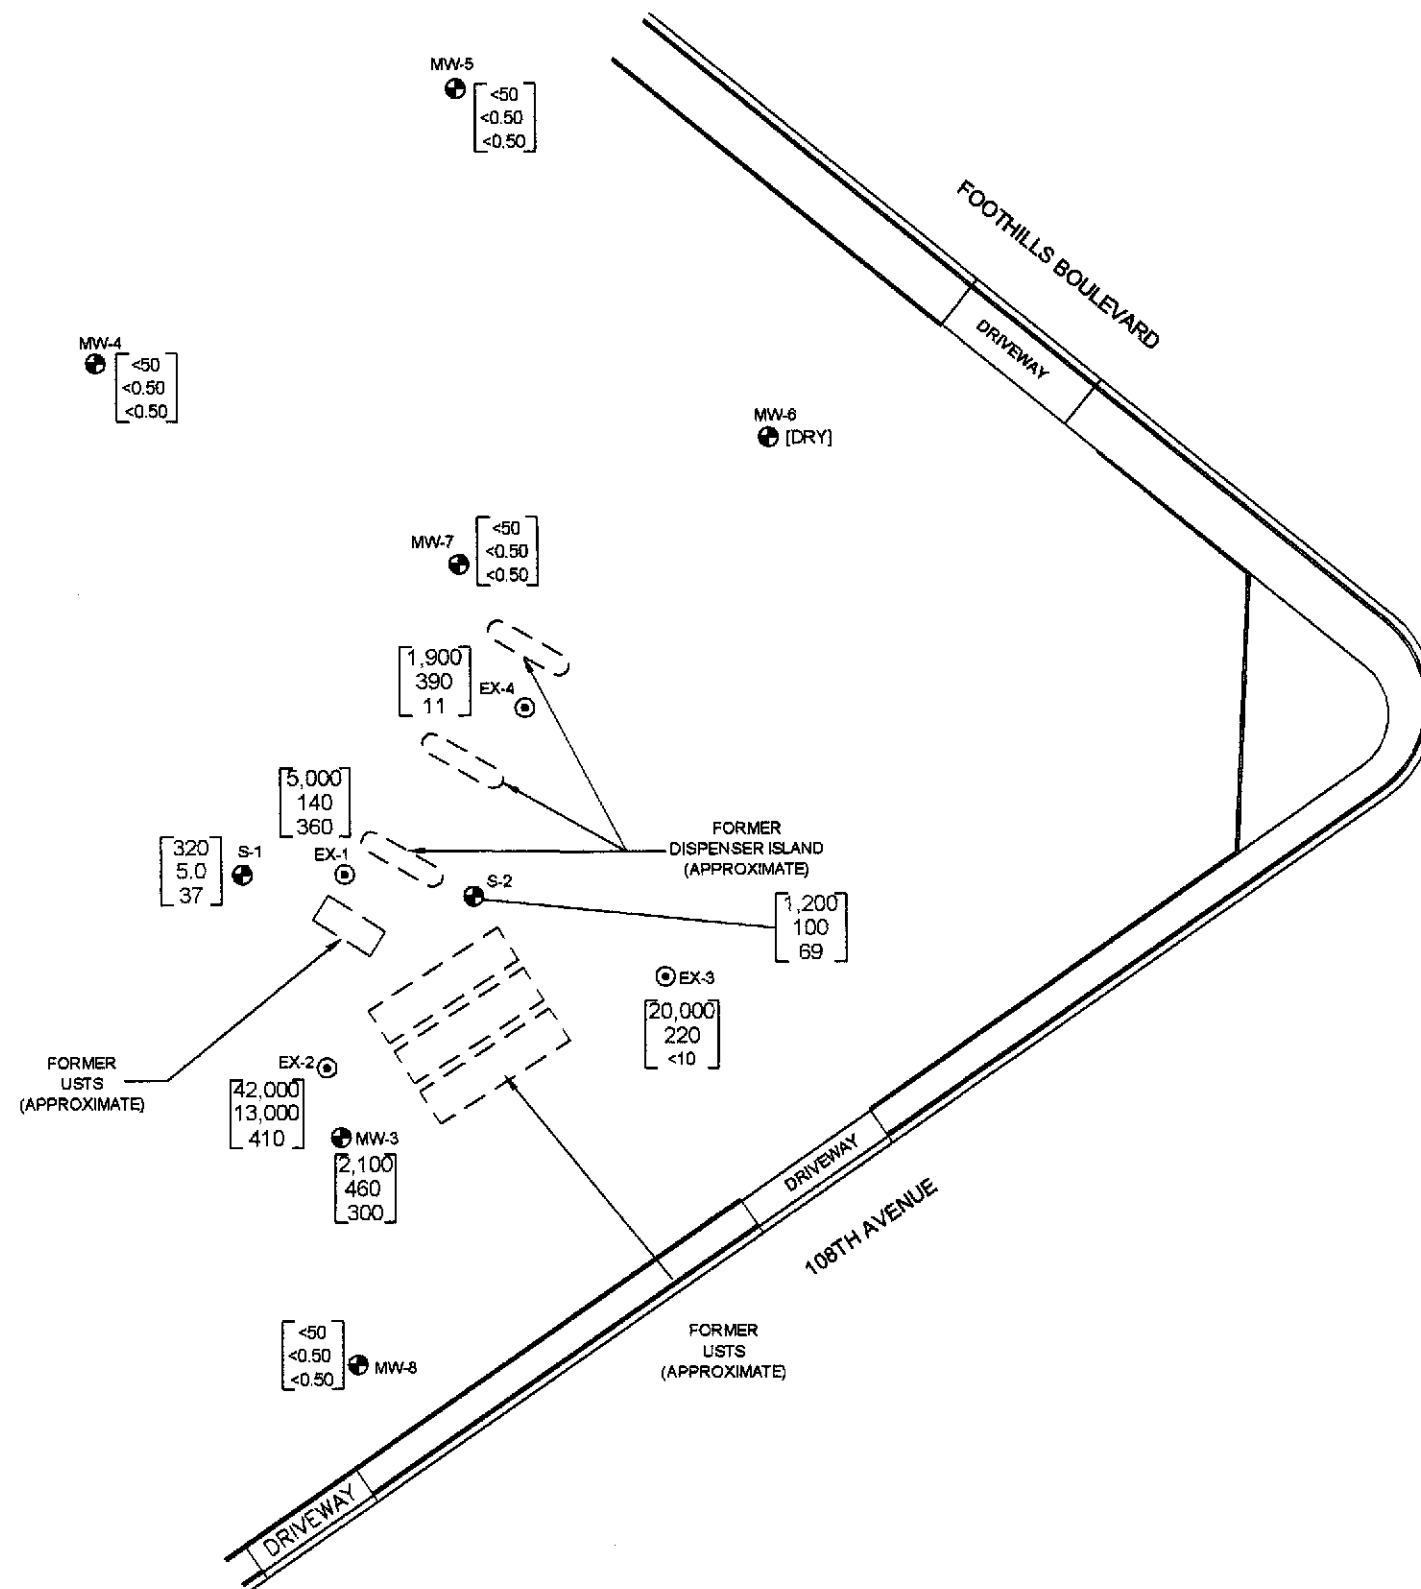 MW-5
<50
<0.50
<0.50
FOOTHILLS BOULEVARD
DRIVEWAY
MW-4
<50
<0.50
<0.50
MW-6
[DRY]
MW-7
<50
<0.50
<0.50
1,900
390
11
EX-4
5,000
140
360
EX-1
320
5.0
37
S-1
FORMER
DISPENSER ISLAND
(APPROXIMATE)
S-2
1,200
100
69
EX-3
20,000
220
<10
FORMER
USTS
(APPROXIMATE)
EX-2
42,000
13,000
410
MW-3
2,100
460
300
DRIVEWAY
108TH AVENUE
FORMER
USTS
(APPROXIMATE)
<50
<0.50
<0.50
MW-8
DRIVEWAY